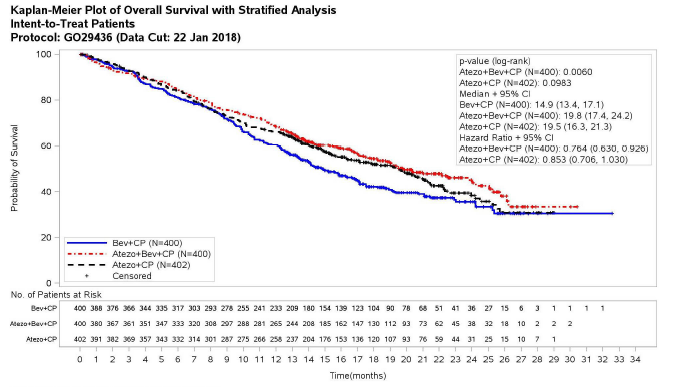 Kaplan-Meier Plot of Overall Survival with Stratified Analysis
Intent-to-Treat Patients
Protocol: GO29436 (Data Cut: 22 Jan 2018)
p-value (log-rank)
Atezo+Bev+CP (N=400): 0.0060
Atezo+CP (N=402): 0.0983
Median + 95% CI
Bev+CP (N=400): 14.9 (13.4, 17.1)
Atezo+Bev+CP (N=400): 19.8 (17.4, 24.2)
Atezo+CP (N=402): 19.5 (16.3, 21.3)
Hazard Ratio + 95% CI
Atezo+Bev+CP (N=400): 0.764 (0.630, 0.926)
Atezo+CP (N=402): 0.853 (0.706, 1.030)
Probability of Survival
100
80
60
40
20
0
Bev+CP (N=400)
Atezo+Bev+CP (N=400)
Atezo+CP (N=402)
+ Censored
No. of Patients at Risk
Bev+CP 400 388 376 366 344 335 317 303 293 278 255 241 233 209 180 154 139 123 104 90 78 68 51 41 36 27 15 6 3 1 1 1 1
Atezo+Bev+CP 400 380 367 361 351 347 333 320 308 297 288 281 265 244 208 185 162 147 130 112 93 73 62 45 38 32 18 10 2 2 2
Atezo+CP 402 391 382 369 357 343 332 314 301 287 275 266 258 237 204 176 153 136 120 107 93 76 59 44 31 25 15 10 7 1
0 1 2 3 4 5 6 7 8 9 10 11 12 13 14 15 16 17 18 19 20 21 22 23 24 25 26 27 28 29 30 31 32 33 34
Time(months)